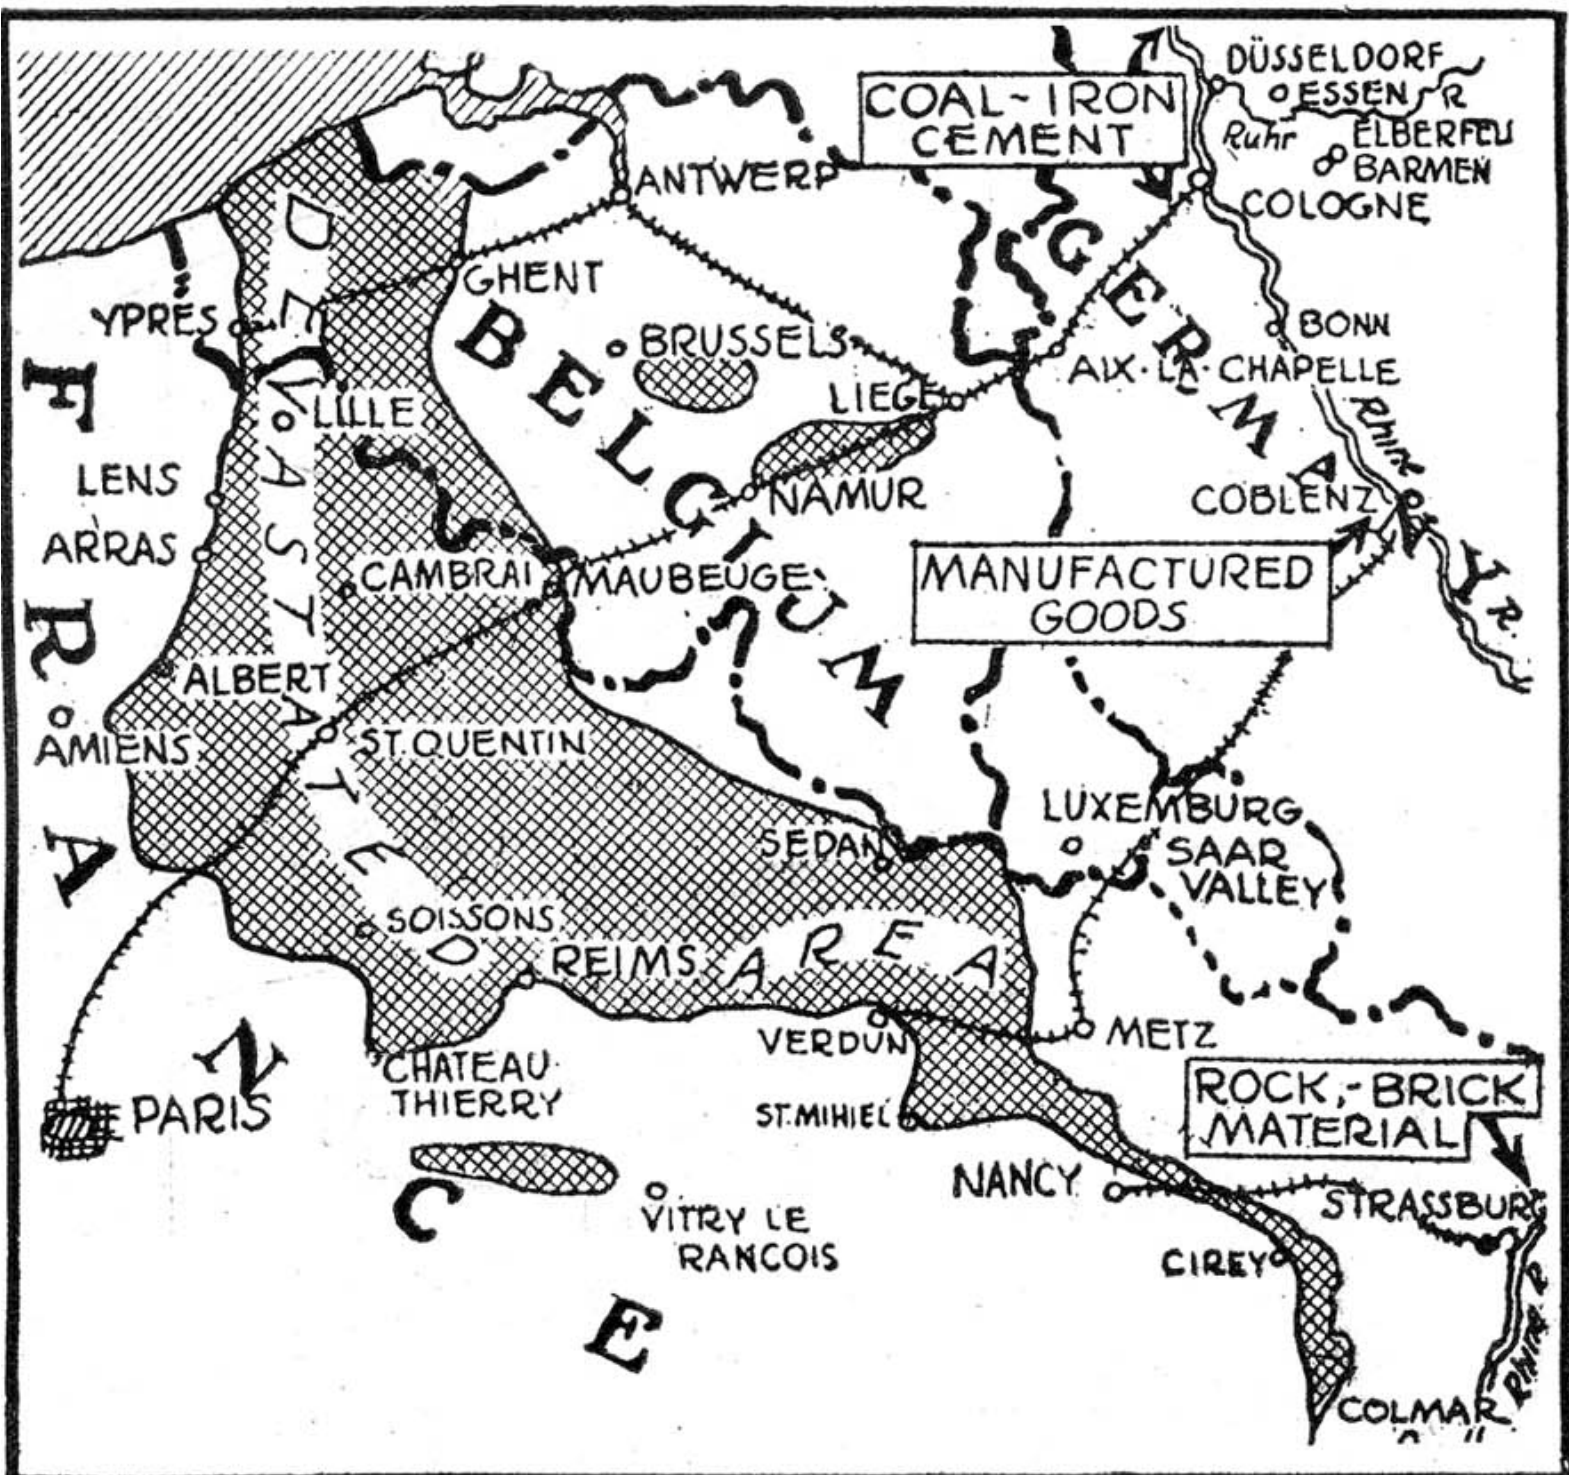 DÜSSELDORF
ESSEN
R
COAL-IRON
CEMENT
Ruhr
ELBERFELD
BARMEN
ANTWERP
COLOGNE
GERMANY
GHENT
YPRES
BONN
BRUSSELS
BELGIUM
AIX-LA-CHAPELLE
LIEGE
LILLE
Rhine
R.
LENS
NAMUR
COBLENZ
ARRAS
CAMBRAI
MAUBEUGE
MANUFACTURED
GOODS
FRANCE
DEVASTATED AREA
ALBERT
AMIENS
ST. QUENTIN
LUXEMBURG
SEDAN
SAAR
VALLEY
SOISSONS
REIMS
VERDUN
METZ
CHATEAU-
THIERRY
PARIS
ST. MIHIEL
ROCK,-BRICK
MATERIAL
NANCY
STRASSBURG
VITRY LE
RANCOIS
CIREY
Rhine R
COLMAR